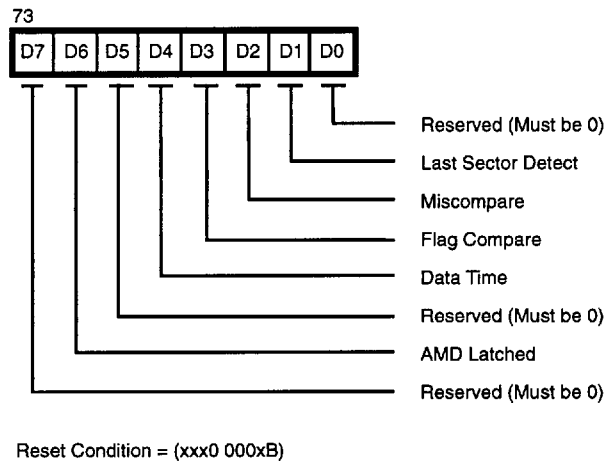 73
D7 D6 D5 D4 D3 D2 D1 D0
Reserved (Must be 0)
Last Sector Detect
Miscompare
Flag Compare
Data Time
Reserved (Must be 0)
AMD Latched
Reserved (Must be 0)
Reset Condition = (xxx0 000xB)